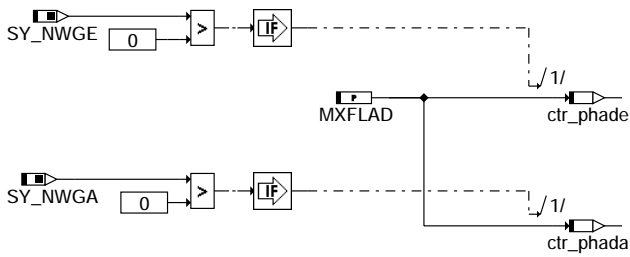 SY_NWGE
0
>
IF
/1/
P
MXFLAD
ctr_phade
SY_NWGA
0
>
IF
/1/
ctr_phada